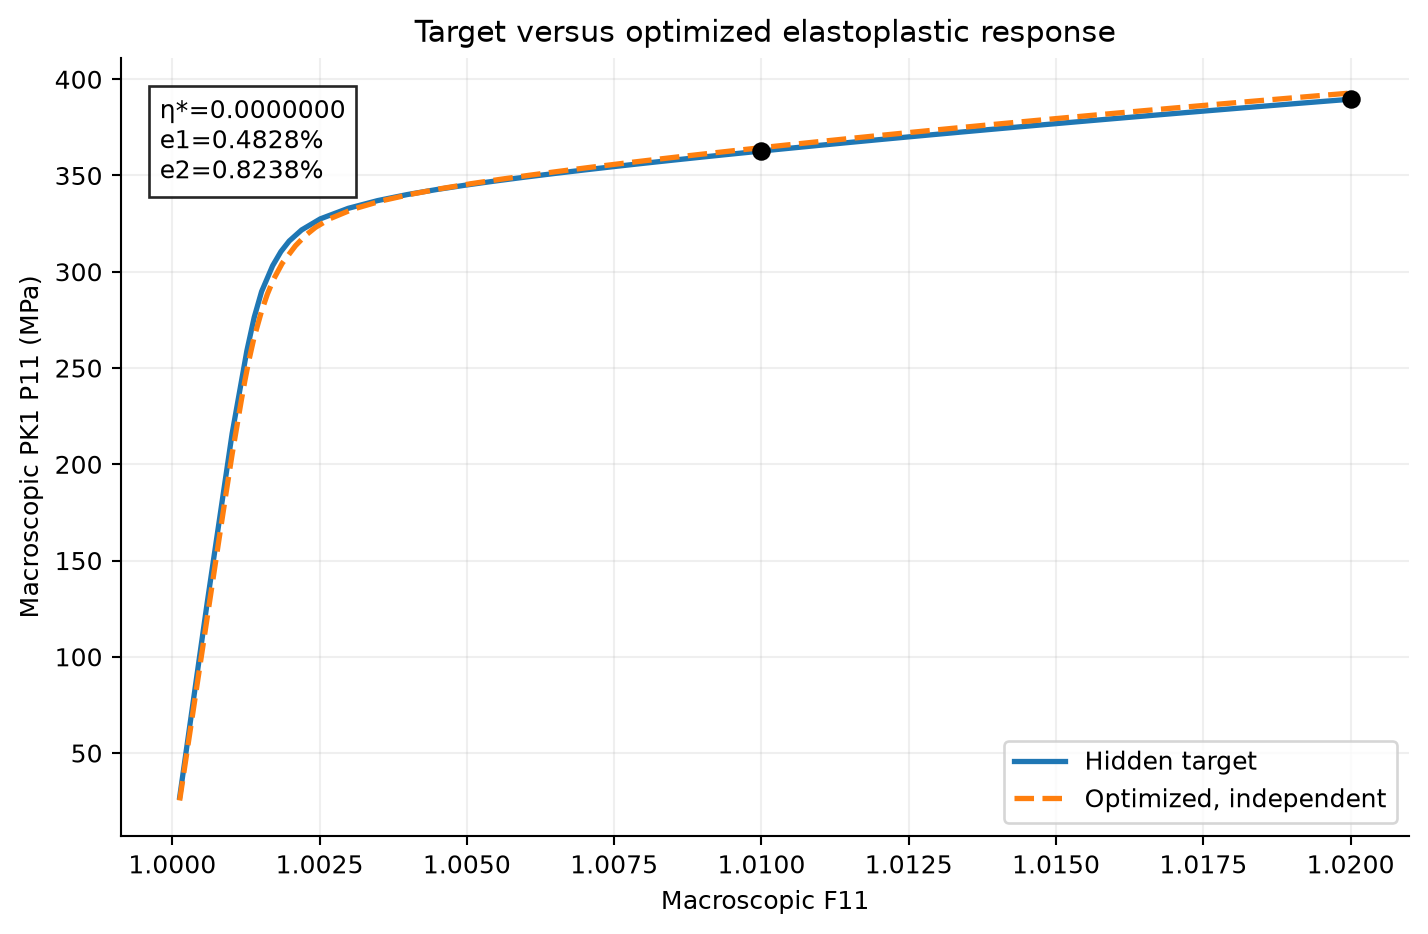 Target versus optimized elastoplastic response
η*=0.0000000
e1=0.4828%
e2=0.8238%
Macroscopic PK1 P11 (MPa)
400
350
300
250
200
150
100
50
Hidden target
Optimized, independent
1.0000 1.0025 1.0050 1.0075 1.0100 1.0125 1.0150 1.0175 1.0200
Macroscopic F11